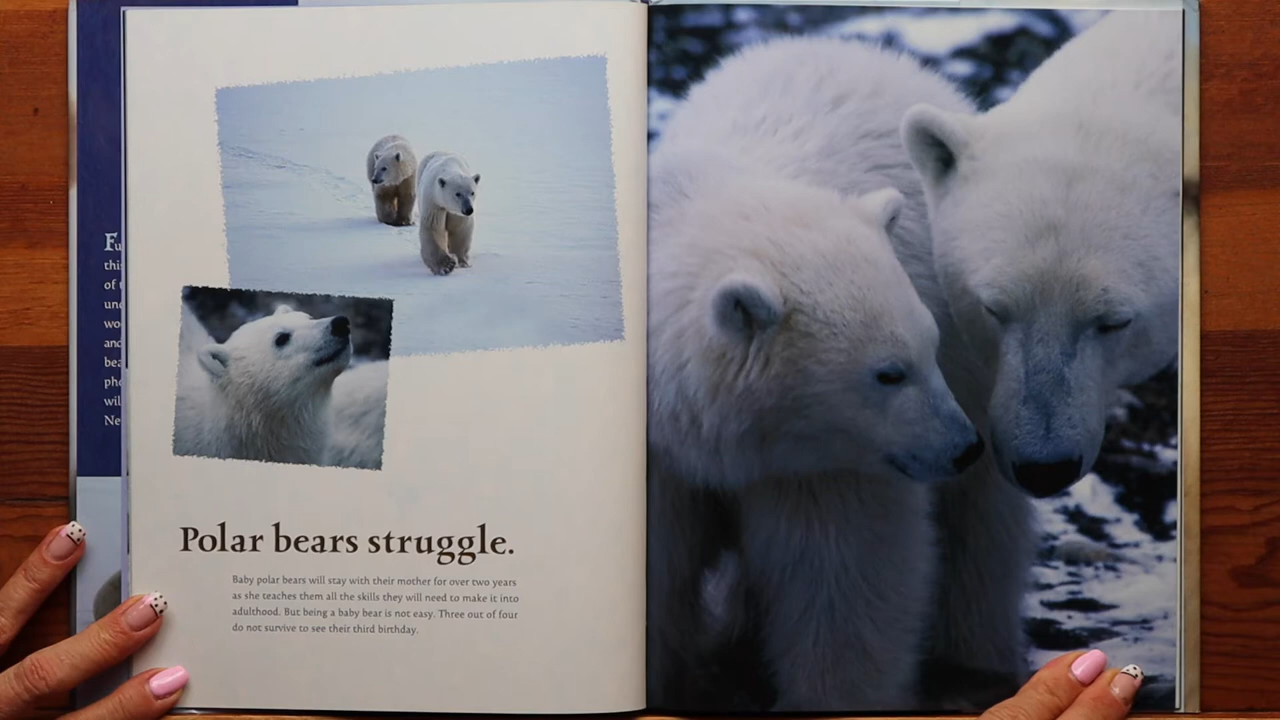 of
and
Polar bears struggle.
Baby polar bears will stay with their mother for over two years
as she teaches them all the skills they will need to make it into
adulthood. But being a baby bear is not easy. Three out of four
do not survive to see their third birthday.